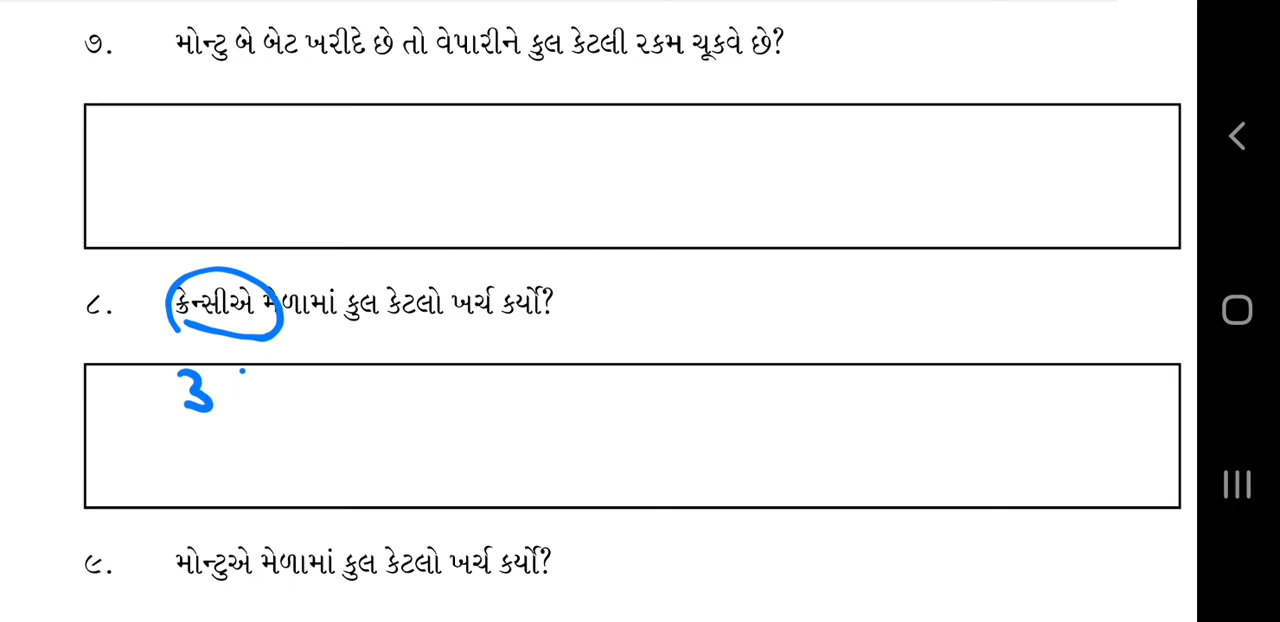 ૭. મોન્ટુ બે બેટ ખરીદે છે તો વેપારીને કુલ કેટલી રકમ ચૂકવે છે?
૮. ક્રેન્સીએ મેળામાં કુલ કેટલો ખર્ચ કર્યો?
3
૯. મોન્ટુએ મેળામાં કુલ કેટલો ખર્ચ કર્યો?